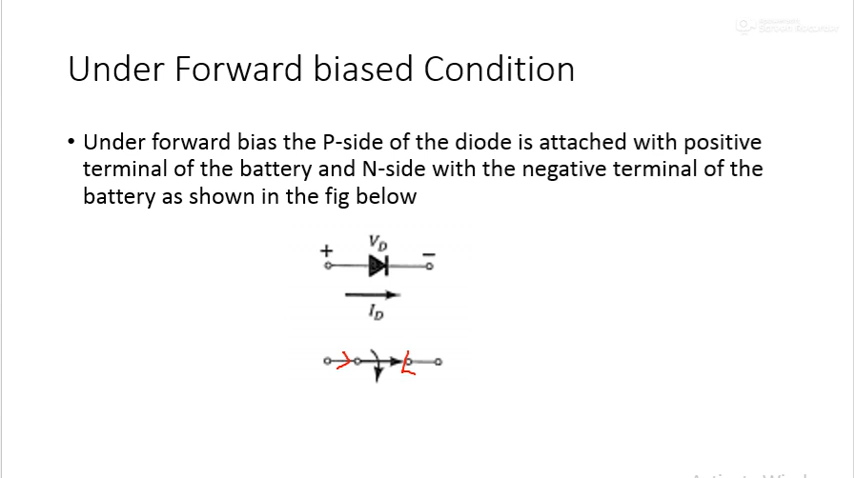 Under Forward biased Condition
• Under forward bias the P-side of the diode is attached with positive
terminal of the battery and N-side with the negative terminal of the
battery as shown in the fig below
+ V_D −
I_D